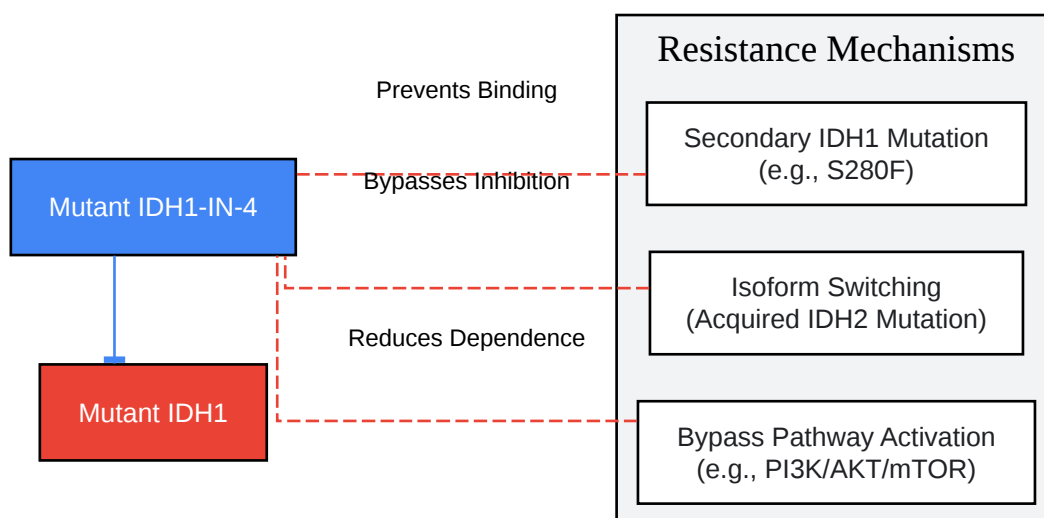 Resistance Mechanisms
Prevents Binding
Secondary IDH1 Mutation
(e.g., S280F)
Bypasses Inhibition
Mutant IDH1-IN-4
Isoform Switching
(Acquired IDH2 Mutation)
Reduces Dependence
Mutant IDH1
Bypass Pathway Activation
(e.g., PI3K/AKT/mTOR)